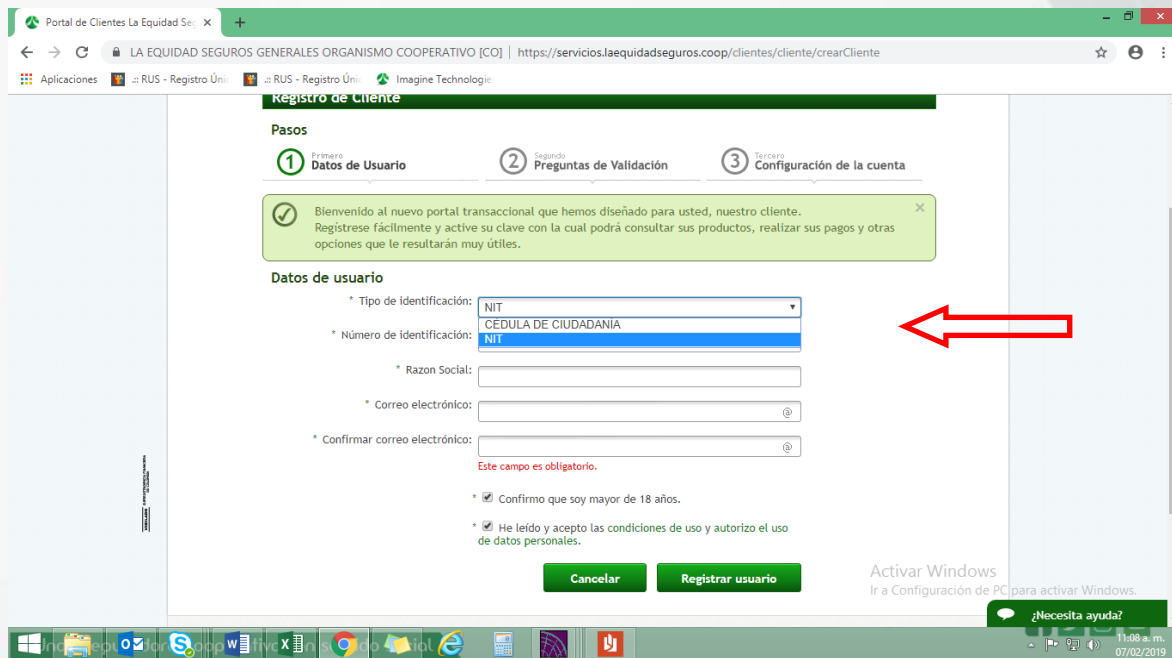 Portal de Clientes La Equidad Seg
LA EQUIDAD SEGUROS GENERALES ORGANISMO COOPERATIVO [CO] | https://servicios.laequidadseguros.coop/clientes/cliente/crearCliente
Aplicaciones .:: RUS - Registro Úni .:: RUS - Registro Úni Imagine Technologie
Registro de Cliente
Pasos
1 Primero Datos de Usuario
2 Segundo Preguntas de Validación
3 Tercero Configuración de la cuenta
Bienvenido al nuevo portal transaccional que hemos diseñado para usted, nuestro cliente.
Regístrese fácilmente y active su clave con la cual podrá consultar sus productos, realizar sus pagos y otras
opciones que le resultarán muy útiles.
Datos de usuario
* Tipo de identificación: NIT
CÉDULA DE CIUDADANIA
* Número de identificación: NIT
* Razon Social:
* Correo electrónico: @
* Confirmar correo electrónico: @
Este campo es obligatorio.
* Confirmo que soy mayor de 18 años.
* He leído y acepto las condiciones de uso y autorizo el uso
de datos personales.
Cancelar Registrar usuario
Activar Windows
Ir a Configuración de PC para activar Windows.
¿Necesita ayuda?
11:08 a. m.
07/02/2019